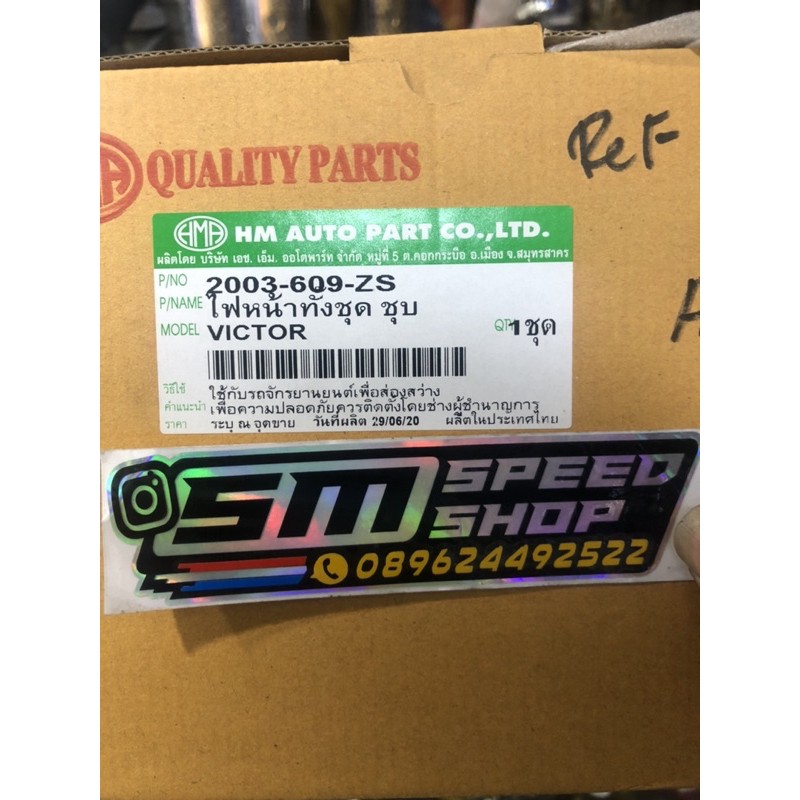 QUALITY PARTS
Ref
HMA HM AUTO PART CO.,LTD.
ผลิตโดย บริษัท เอช. เอ็ม. ออโตพาร์ท จำกัด หมู่ที่ 5 ต.คอกกระบือ อ.เมือง จ.สมุทรสาคร
P/NO 2003-609-ZS
P/NAME ไฟหน้าทั้งชุด ชุบ
MODEL VICTOR QT 1 ชุด
วิธีใช้ ใช้กับรถจักรยานยนต์เพื่อส่องสว่าง
คำแนะนำ เพื่อความปลอดภัยควรติดตั้งโดยช่างผู้ชำนาญการ
ราคา ระบุ ณ จุดขาย วันที่ผลิต 29/06/20 ผลิตในประเทศไทย
SM SPEED
SHOP
089624492522